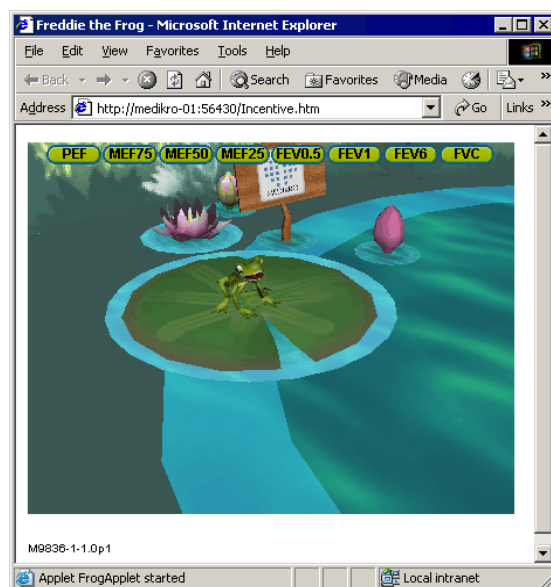 Freddie the Frog - Microsoft Internet Explorer
File Edit View Favorites Tools Help
Back Search Favorites Media »
Address http://medikro-01:56430/Incentive.htm Go Links »
PEF MEF75 MEF50 MEF25 FEV0.5 FEV1 FEV6 FVC
M9836-1-1.0p1
Applet FrogApplet started Local intranet